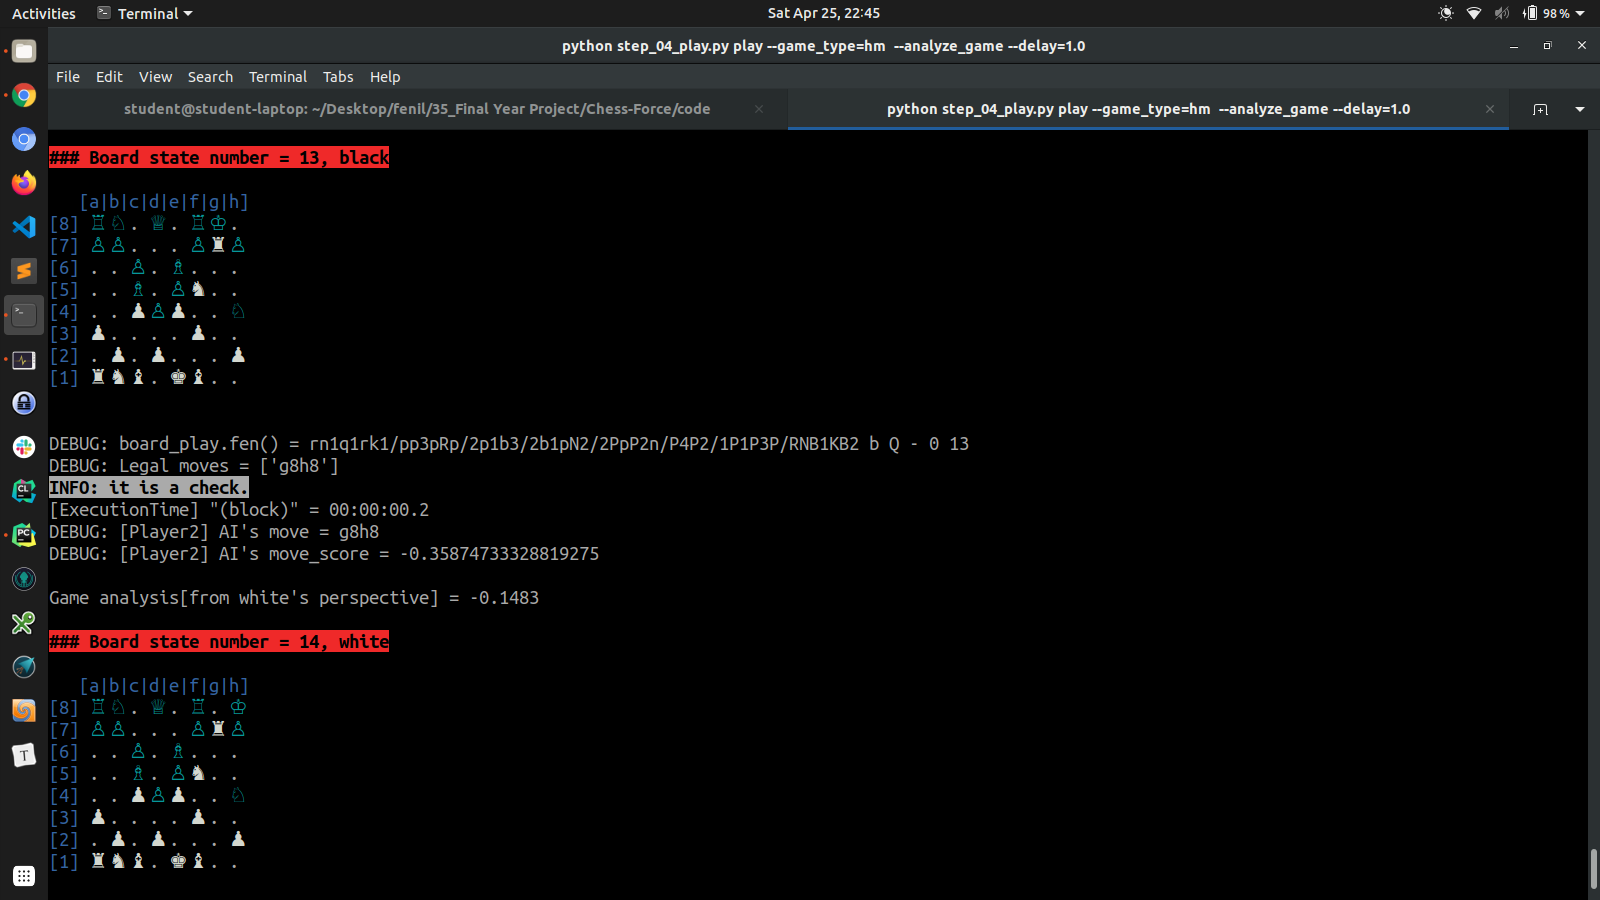 Activities Terminal Sat Apr 25, 22:45 98%
python step_04_play.py play --game_type=hm --analyze_game --delay=1.0
File Edit View Search Terminal Tabs Help
student@student-laptop: ~/Desktop/fenil/35_Final Year Project/Chess-Force/code python step_04_play.py play --game_type=hm --analyze_game --delay=1.0
### Board state number = 13, black
[a|b|c|d|e|f|g|h]
[8] ♖ ♘ . ♕ . ♖ ♔ .
[7] ♙ ♙ . . . ♙ ♜ ♙
[6] . . ♙ . ♗ . . .
[5] . . ♗ . ♙ ♞ . .
[4] . . ♟ ♙ ♟ . . ♘
[3] ♟ . . . . ♟ . .
[2] . ♟ . ♟ . . . ♟
[1] ♜ ♞ ♝ . ♚ ♝ . .
DEBUG: board_play.fen() = rn1q1rk1/pp3pRp/2p1b3/2b1pN2/2PpP2n/P4P2/1P1P3P/RNB1KB2 b Q - 0 13
DEBUG: Legal moves = ['g8h8']
INFO: it is a check.
[ExecutionTime] "(block)" = 00:00:00.2
DEBUG: [Player2] AI's move = g8h8
DEBUG: [Player2] AI's move_score = -0.35874733328819275
Game analysis[from white's perspective] = -0.1483
### Board state number = 14, white
[a|b|c|d|e|f|g|h]
[8] ♖ ♘ . ♕ . ♖ . ♔
[7] ♙ ♙ . . . ♙ ♜ ♙
[6] . . ♙ . ♗ . . .
[5] . . ♗ . ♙ ♞ . .
[4] . . ♟ ♙ ♟ . . ♘
[3] ♟ . . . . ♟ . .
[2] . ♟ . ♟ . . . ♟
[1] ♜ ♞ ♝ . ♚ ♝ . .
CL
PC
T